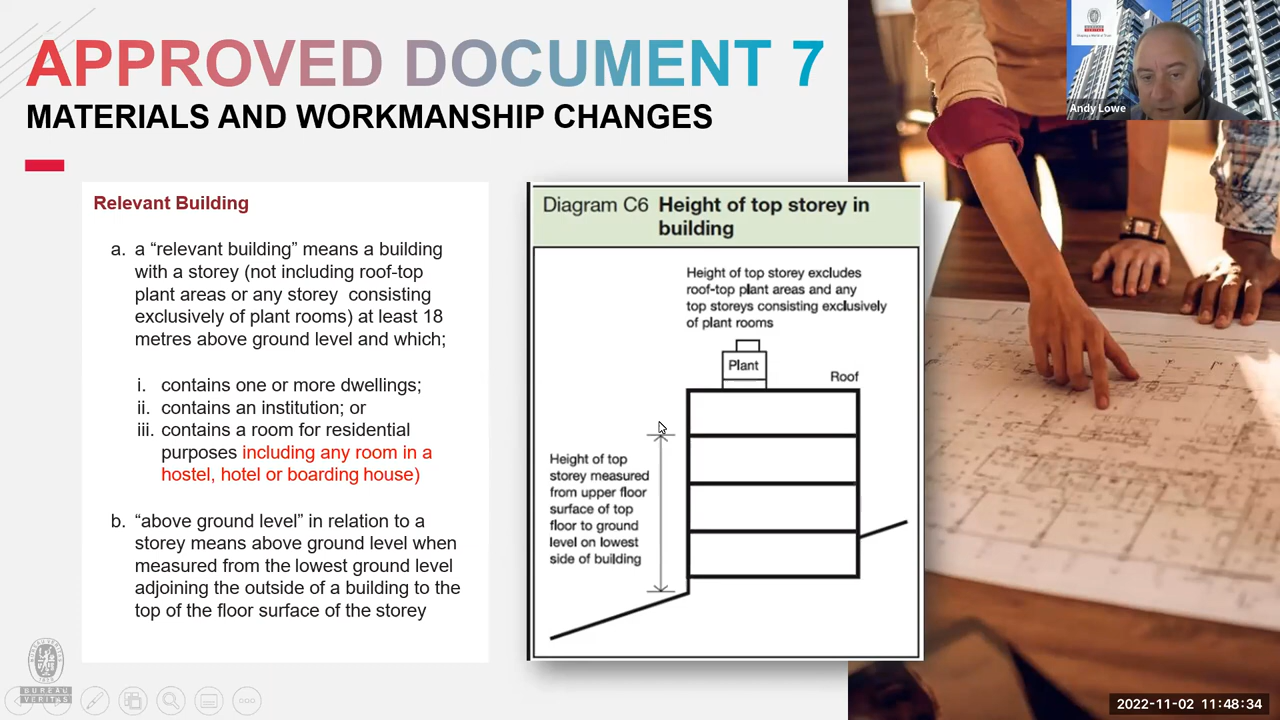 APPROVED DOCUMENT 7
MATERIALS AND WORKMANSHIP CHANGES
Andy Lowe
Relevant Building
a. a “relevant building” means a building
with a storey (not including roof-top
plant areas or any storey consisting
exclusively of plant rooms) at least 18
metres above ground level and which;
i. contains one or more dwellings;
ii. contains an institution; or
iii. contains a room for residential
purposes including any room in a
hostel, hotel or boarding house)
b. “above ground level” in relation to a
storey means above ground level when
measured from the lowest ground level
adjoining the outside of a building to the
top of the floor surface of the storey
Diagram C6 Height of top storey in
building
Height of top storey excludes
roof-top plant areas and any
top storeys consisting exclusively
of plant rooms
Plant
Roof
Height of top
storey measured
from upper floor
surface of top
floor to ground
level on lowest
side of building
BUREAU
VERITAS
2022-11-02 11:48:34